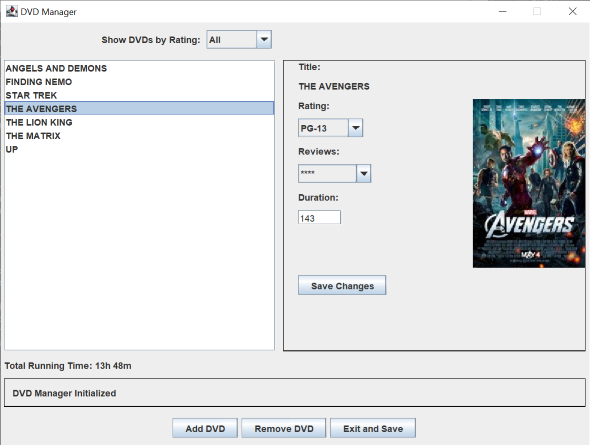 DVD Manager
Show DVDs by Rating: All
ANGELS AND DEMONS
FINDING NEMO
STAR TREK
THE AVENGERS
THE LION KING
THE MATRIX
UP
Title:
THE AVENGERS
Rating:
PG-13
Reviews:
****
Duration:
143
Save Changes
MARVEL
AVENGERS
MAY 4
Total Running Time: 13h 48m
DVD Manager Initialized
Add DVD Remove DVD Exit and Save